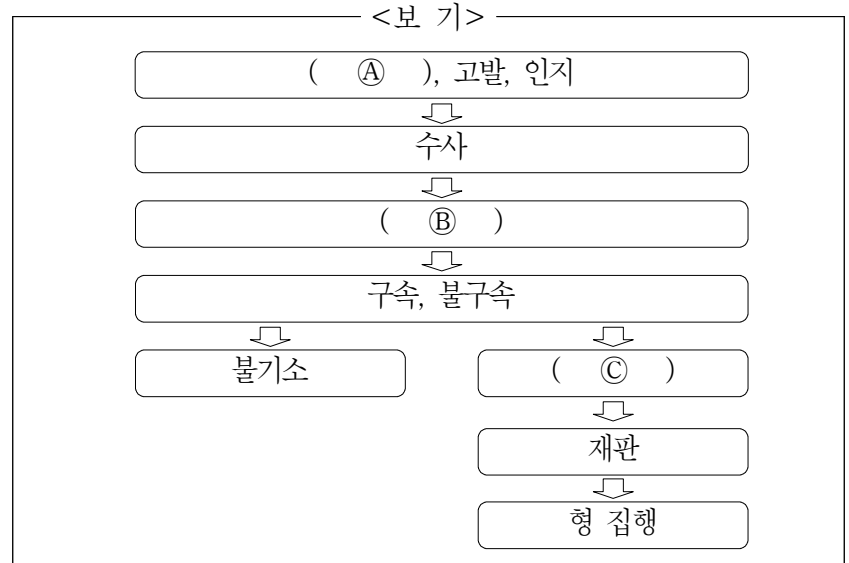 <보 기>
( Ⓐ ), 고발, 인지
수사
( Ⓑ )
구속, 불구속
불기소
( Ⓒ )
재판
형 집행